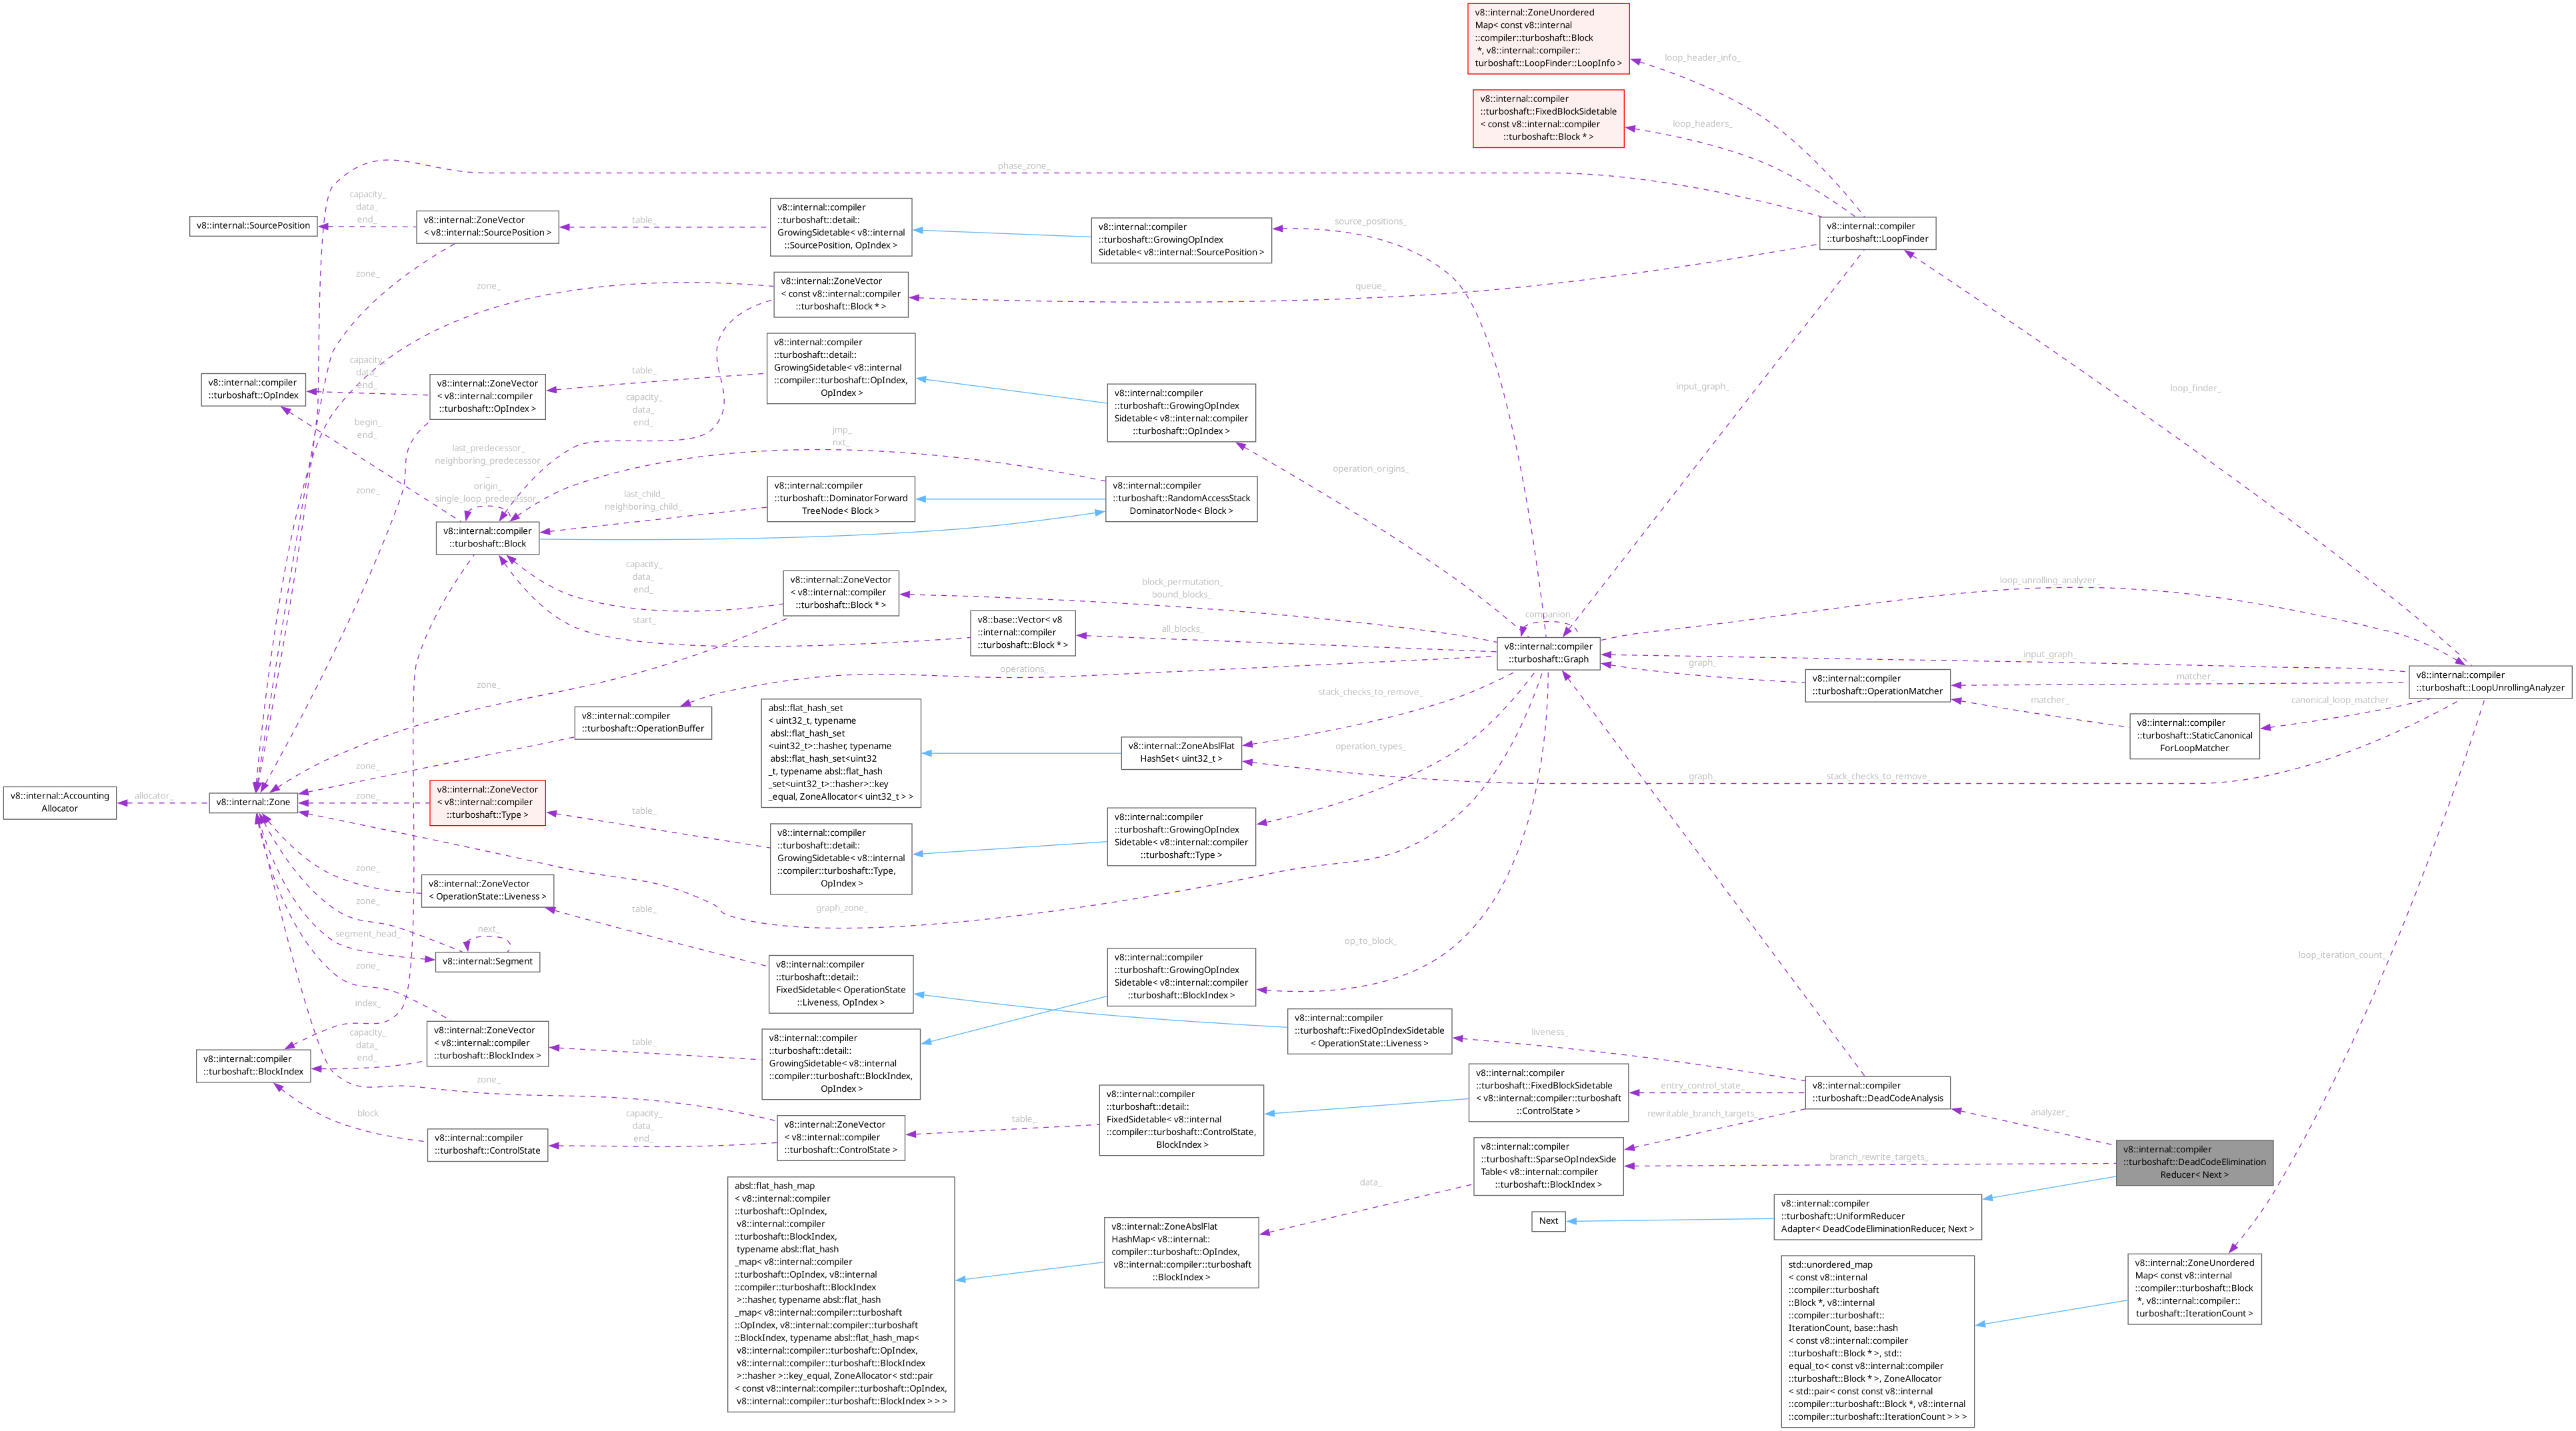 v8::internal::ZoneUnordered
Map< const v8::internal
::compiler::turboshaft::Block
*, v8::internal::compiler::
turboshaft::LoopFinder::LoopInfo >
loop_header_info_
v8::internal::compiler
::turboshaft::FixedBlockSidetable
< const v8::internal::compiler
::turboshaft::Block * >
loop_headers_
phase_zone_
v8::internal::SourcePosition
capacity_
data_
end_
v8::internal::ZoneVector
< v8::internal::SourcePosition >
table_
v8::internal::compiler
::turboshaft::detail::
GrowingSidetable< v8::internal
::SourcePosition, OpIndex >
v8::internal::compiler
::turboshaft::GrowingOpIndex
Sidetable< v8::internal::SourcePosition >
source_positions_
v8::internal::compiler
::turboshaft::LoopFinder
zone_
zone_
v8::internal::ZoneVector
< const v8::internal::compiler
::turboshaft::Block * >
queue_
v8::internal::compiler
::turboshaft::OpIndex
capacity_
data_
end_
v8::internal::ZoneVector
< v8::internal::compiler
::turboshaft::OpIndex >
table_
v8::internal::compiler
::turboshaft::detail::
GrowingSidetable< v8::internal
::compiler::turboshaft::OpIndex,
OpIndex >
v8::internal::compiler
::turboshaft::GrowingOpIndex
Sidetable< v8::internal::compiler
::turboshaft::OpIndex >
input_graph_
loop_finder_
capacity_
data_
end_
begin_
end_
jmp_
nxt_
last_predecessor_
neighboring_predecessor
_
origin_
single_loop_predecessor_
zone_
operation_origins_
v8::internal::compiler
::turboshaft::Block
last_child_
neighboring_child_
v8::internal::compiler
::turboshaft::DominatorForward
TreeNode< Block >
v8::internal::compiler
::turboshaft::RandomAccessStack
DominatorNode< Block >
capacity_
data_
end_
v8::internal::ZoneVector
< v8::internal::compiler
::turboshaft::Block * >
block_permutation_
bound_blocks_
loop_unrolling_analyzer_
start_
v8::base::Vector< v8
::internal::compiler
::turboshaft::Block * >
all_blocks_
companion_
v8::internal::compiler
::turboshaft::Graph
input_graph_
graph_
v8::internal::compiler
::turboshaft::OperationMatcher
matcher_
v8::internal::compiler
::turboshaft::LoopUnrollingAnalyzer
zone_
operations_
v8::internal::compiler
::turboshaft::OperationBuffer
absl::flat_hash_set
< uint32_t, typename
absl::flat_hash_set
<uint32_t>::hasher, typename
absl::flat_hash_set<uint32
_t, typename absl::flat_hash
_set<uint32_t>::hasher>::key
_equal, ZoneAllocator< uint32_t > >
stack_checks_to_remove_
v8::internal::ZoneAbslFlat
HashSet< uint32_t >
matcher_
v8::internal::compiler
::turboshaft::StaticCanonical
ForLoopMatcher
canonical_loop_matcher_
operation_types_
graph_
stack_checks_to_remove_
v8::internal::Accounting
Allocator
allocator_
v8::internal::Zone
zone_
zone_
v8::internal::ZoneVector
< v8::internal::compiler
::turboshaft::Type >
table_
v8::internal::compiler
::turboshaft::detail::
GrowingSidetable< v8::internal
::compiler::turboshaft::Type,
OpIndex >
v8::internal::compiler
::turboshaft::GrowingOpIndex
Sidetable< v8::internal::compiler
::turboshaft::Type >
zone_
v8::internal::ZoneVector
< OperationState::Liveness >
graph_zone_
zone_
table_
segment_head_
next_
v8::internal::Segment
v8::internal::compiler
::turboshaft::detail::
FixedSidetable< OperationState
::Liveness, OpIndex >
v8::internal::compiler
::turboshaft::GrowingOpIndex
Sidetable< v8::internal::compiler
::turboshaft::BlockIndex >
op_to_block_
loop_iteration_count_
zone_
index_
v8::internal::compiler
::turboshaft::BlockIndex
capacity_
data_
end_
v8::internal::ZoneVector
< v8::internal::compiler
::turboshaft::BlockIndex >
table_
v8::internal::compiler
::turboshaft::detail::
GrowingSidetable< v8::internal
::compiler::turboshaft::BlockIndex,
OpIndex >
v8::internal::compiler
::turboshaft::FixedOpIndexSidetable
< OperationState::Liveness >
liveness_
zone_
block
v8::internal::compiler
::turboshaft::ControlState
capacity_
data_
end_
v8::internal::ZoneVector
< v8::internal::compiler
::turboshaft::ControlState >
table_
v8::internal::compiler
::turboshaft::detail::
FixedSidetable< v8::internal
::compiler::turboshaft::ControlState,
BlockIndex >
v8::internal::compiler
::turboshaft::FixedBlockSidetable
< v8::internal::compiler::turboshaft
::ControlState >
entry_control_state_
rewritable_branch_targets_
v8::internal::compiler
::turboshaft::DeadCodeAnalysis
analyzer_
v8::internal::compiler
::turboshaft::SparseOpIndexSide
Table< v8::internal::compiler
::turboshaft::BlockIndex >
branch_rewrite_targets_
v8::internal::compiler
::turboshaft::DeadCodeElimination
Reducer< Next >
data_
Next
v8::internal::compiler
::turboshaft::UniformReducer
Adapter< DeadCodeEliminationReducer, Next >
absl::flat_hash_map
< v8::internal::compiler
::turboshaft::OpIndex,
v8::internal::compiler
::turboshaft::BlockIndex,
typename absl::flat_hash
_map< v8::internal::compiler
::turboshaft::OpIndex, v8::internal
::compiler::turboshaft::BlockIndex
>::hasher, typename absl::flat_hash
_map< v8::internal::compiler::turboshaft
::OpIndex, v8::internal::compiler::turboshaft
::BlockIndex, typename absl::flat_hash_map<
v8::internal::compiler::turboshaft::OpIndex,
v8::internal::compiler::turboshaft::BlockIndex
>::hasher >::key_equal, ZoneAllocator< std::pair
< const v8::internal::compiler::turboshaft::OpIndex,
v8::internal::compiler::turboshaft::BlockIndex > > >
v8::internal::ZoneAbslFlat
HashMap< v8::internal::
compiler::turboshaft::OpIndex,
v8::internal::compiler::turboshaft
::BlockIndex >
std::unordered_map
< const v8::internal
::compiler::turboshaft
::Block *, v8::internal
::compiler::turboshaft::
IterationCount, base::hash
< const v8::internal::compiler
::turboshaft::Block * >, std::
equal_to< const v8::internal::compiler
::turboshaft::Block * >, ZoneAllocator
< std::pair< const const v8::internal
::compiler::turboshaft::Block *, v8::internal
::compiler::turboshaft::IterationCount > > >
v8::internal::ZoneUnordered
Map< const v8::internal
::compiler::turboshaft::Block
*, v8::internal::compiler::
turboshaft::IterationCount >